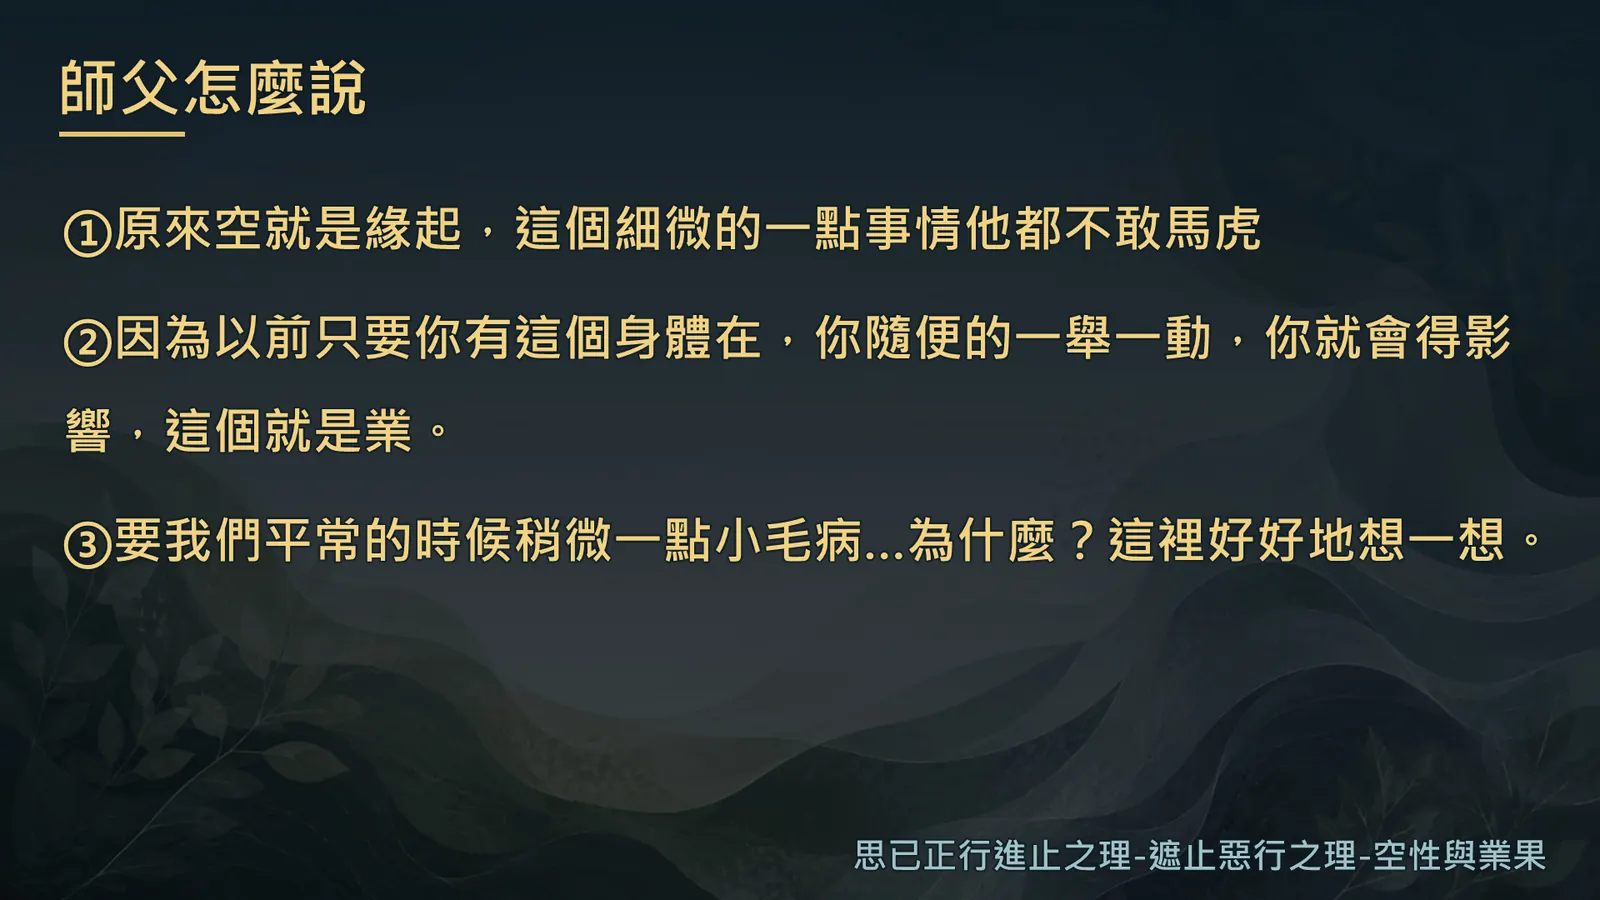 師父怎麼說
①原來空就是緣起，這個細微的一點事情他都不敢馬虎
②因為以前只要你有這個身體在，你隨便的一舉一動，你就會得影
響，這個就是業。
③要我們平常的時候稍微一點小毛病...為什麼？這裡好好地想一想。
思已正行進止之理-遮止惡行之理-空性與業果